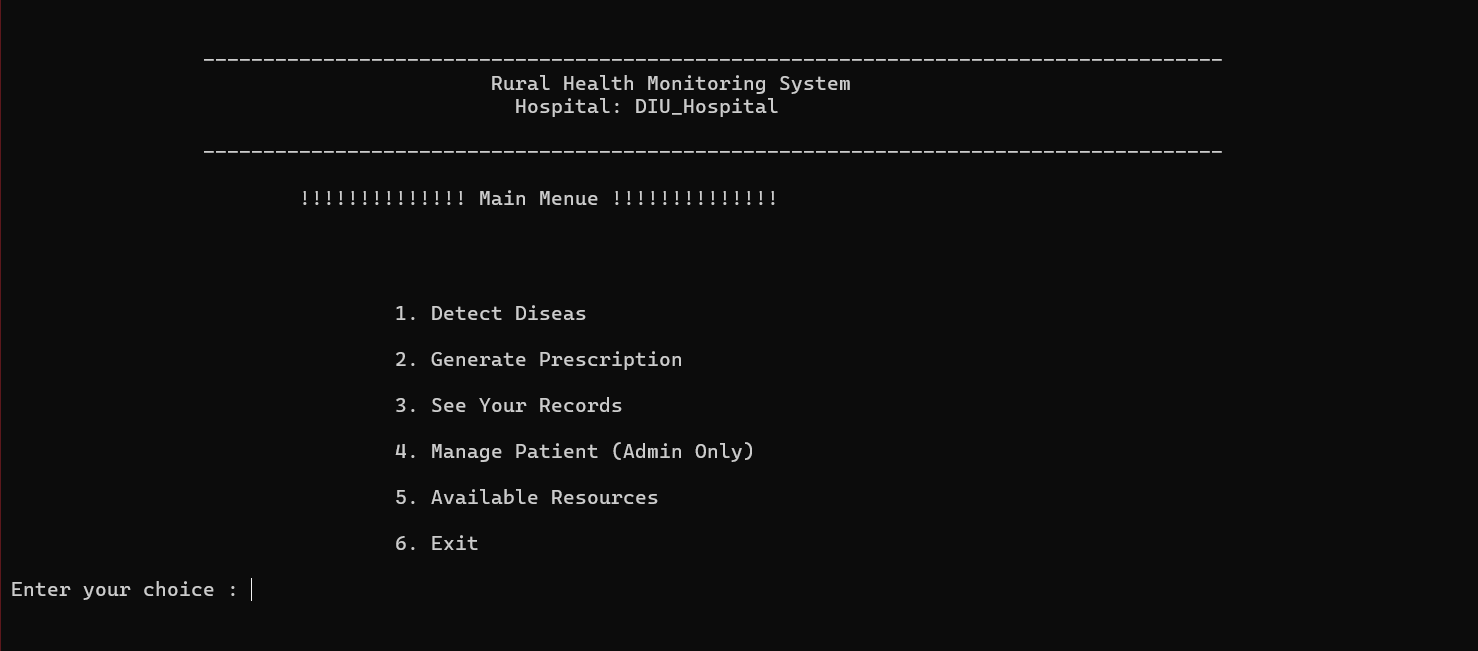 -------------------------------------------------------------------------------------
Rural Health Monitoring System
Hospital: DIU_Hospital
-------------------------------------------------------------------------------------
!!!!!!!!!!!!!! Main Menue !!!!!!!!!!!!!!
1. Detect Diseas
2. Generate Prescription
3. See Your Records
4. Manage Patient (Admin Only)
5. Available Resources
6. Exit
Enter your choice :